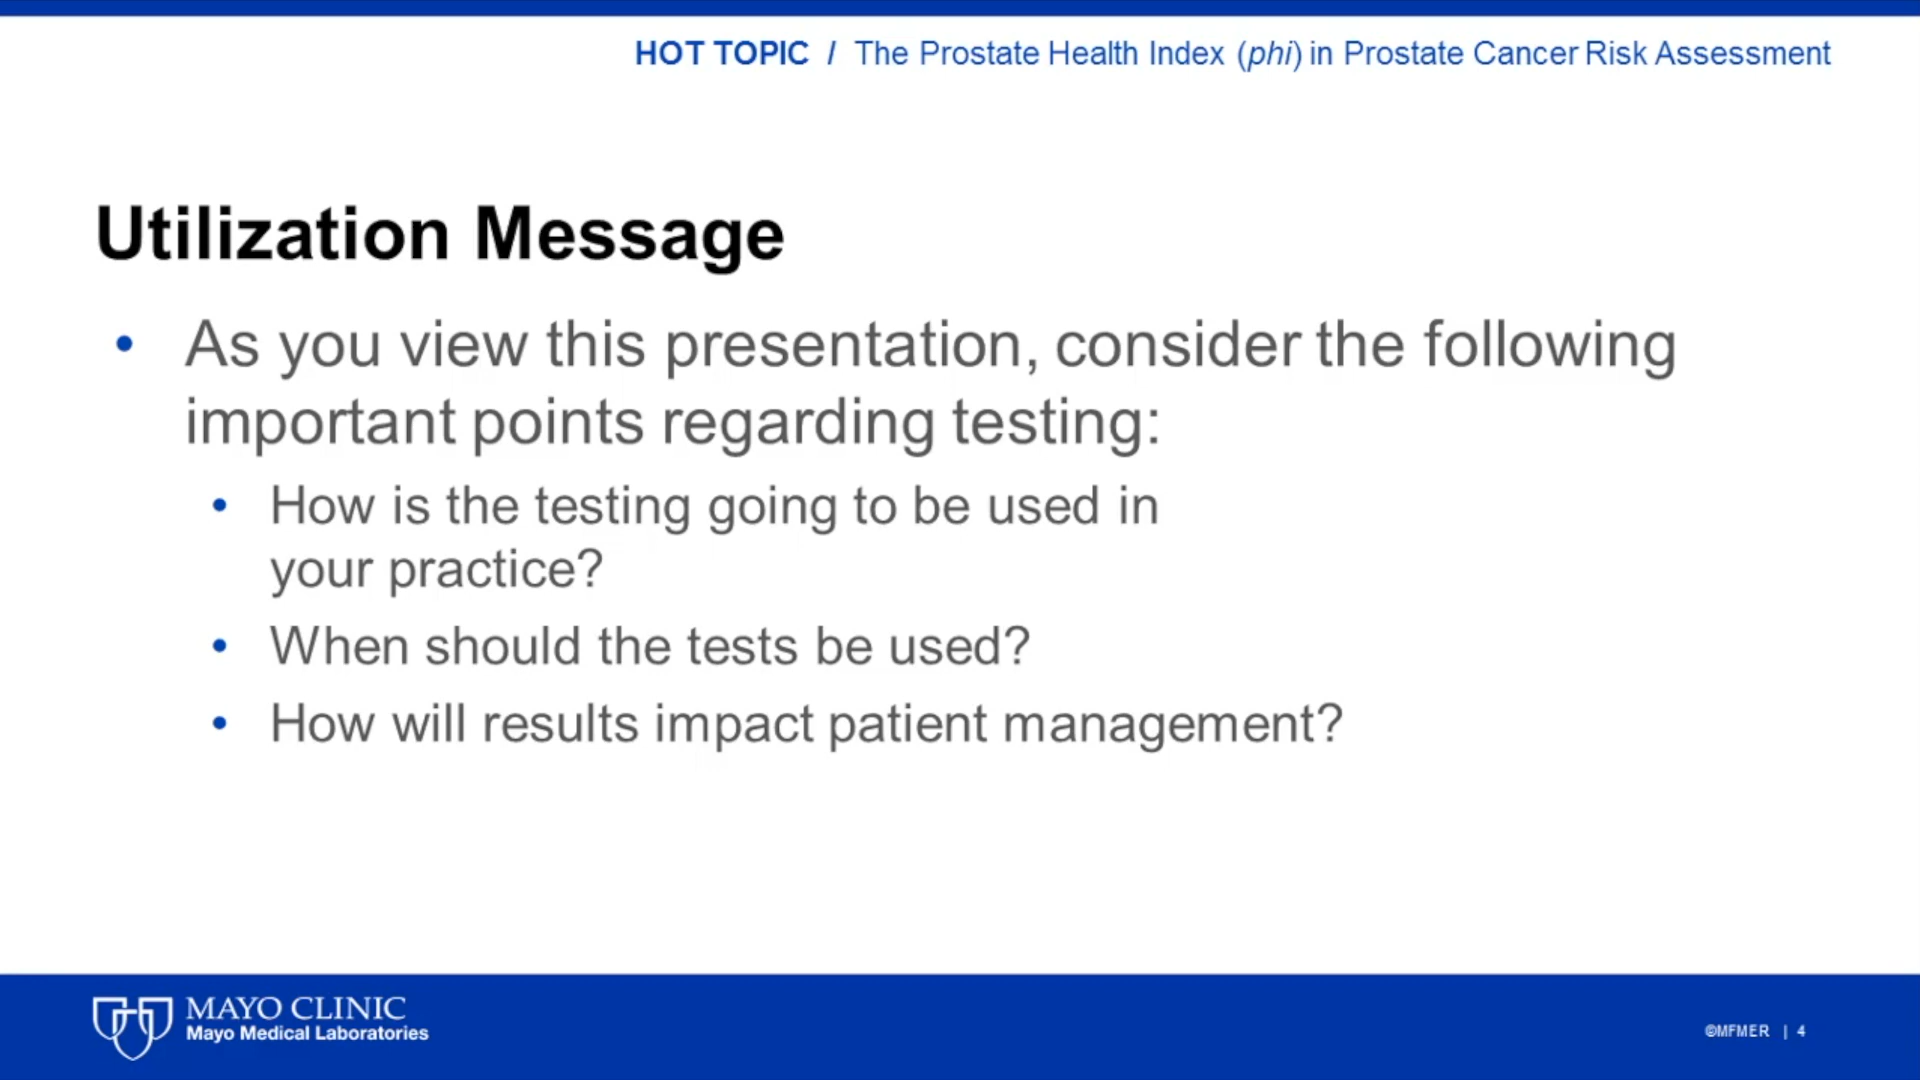 HOT TOPIC / The Prostate Health Index (phi) in Prostate Cancer Risk Assessment
Utilization Message
• As you view this presentation, consider the following
important points regarding testing:
• How is the testing going to be used in
your practice?
• When should the tests be used?
• How will results impact patient management?
MAYO CLINIC
Mayo Medical Laboratories
©MFMER | 4